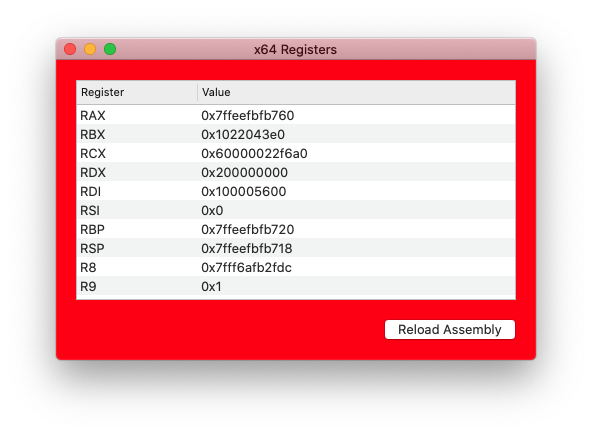 x64 Registers
Register Value
RAX 0x7ffeefbfb760
RBX 0x1022043e0
RCX 0x60000022f6a0
RDX 0x200000000
RDI 0x100005600
RSI 0x0
RBP 0x7ffeefbfb720
RSP 0x7ffeefbfb718
R8 0x7fff6afb2fdc
R9 0x1
Reload Assembly